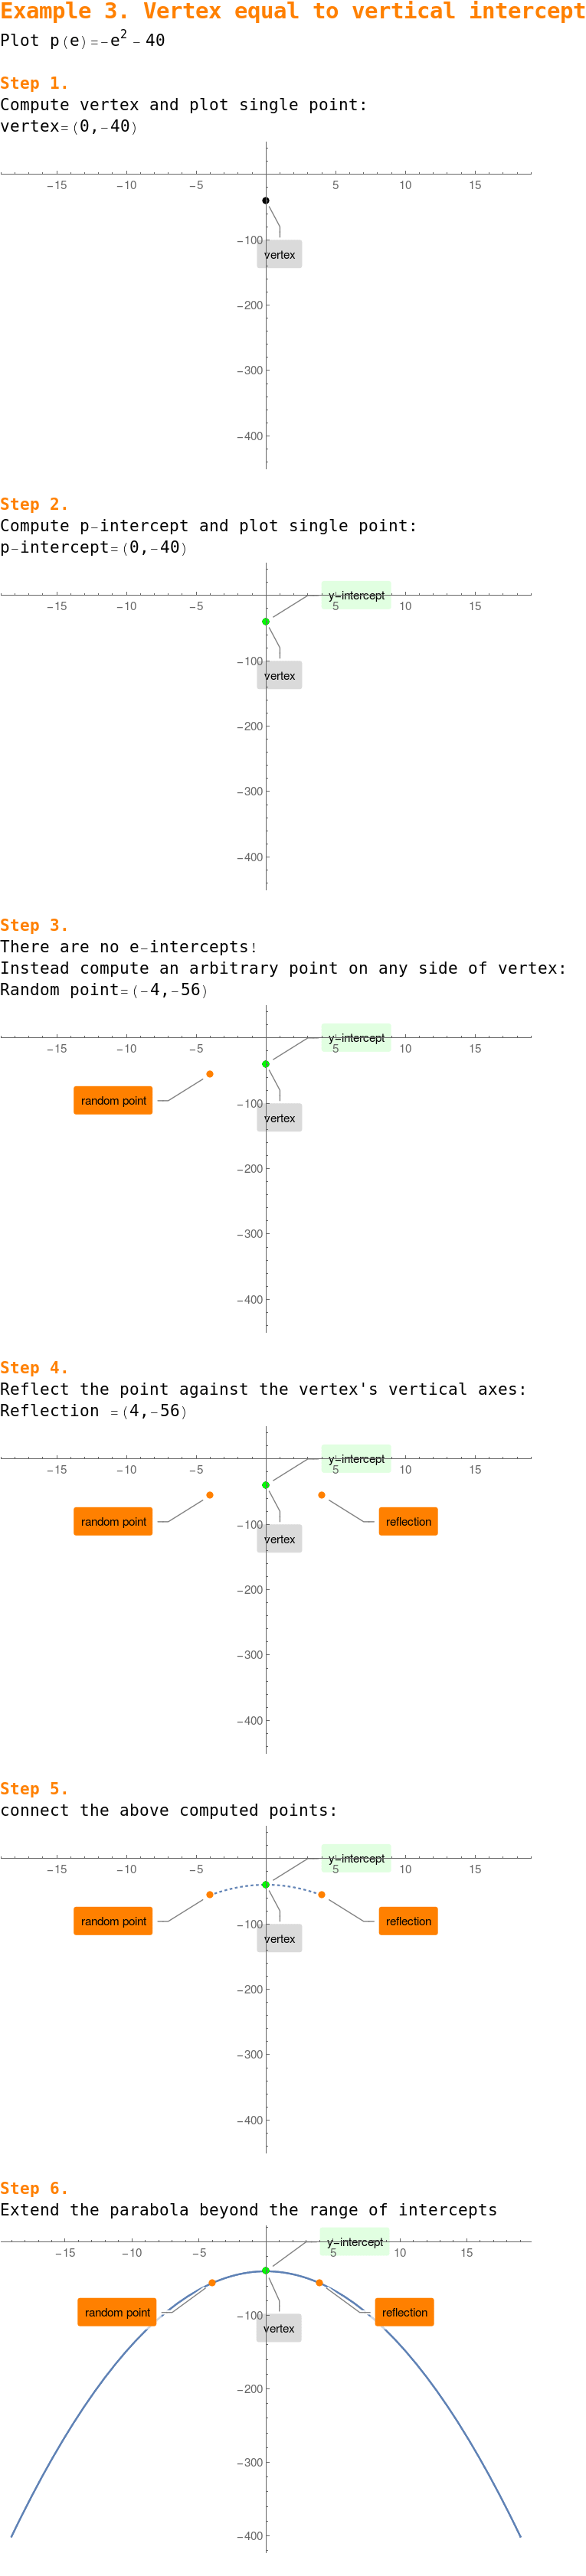 Example 3. Vertex equal to vertical intercept
Plot p(e)=-e² - 40
Step 1.
Compute vertex and plot single point:
vertex=(0,-40)
-15 -10 -5 5 10 15
-100
vertex
-200
-300
-400
Step 2.
Compute p-intercept and plot single point:
p-intercept=(0,-40)
y-intercept
-15 -10 -5 5 10 15
-100
vertex
-200
-300
-400
Step 3.
There are no e-intercepts!
Instead compute an arbitrary point on any side of vertex:
Random point=(-4,-56)
y-intercept
-15 -10 -5 5 10 15
random point
-100
vertex
-200
-300
-400
Step 4.
Reflect the point against the vertex's vertical axes:
Reflection =(4,-56)
y-intercept
-15 -10 -5 5 10 15
random point reflection
-100
vertex
-200
-300
-400
Step 5.
connect the above computed points:
y-intercept
-15 -10 -5 5 10 15
random point reflection
-100
vertex
-200
-300
-400
Step 6.
Extend the parabola beyond the range of intercepts
y-intercept
-15 -10 -5 5 10 15
random point reflection
-100
vertex
-200
-300
-400